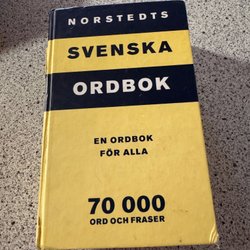 NORSTEDTS
SVENSKA
ORDBOK
EN ORDBOK
FÖR ALLA
70 000
ORD OCH FRASER